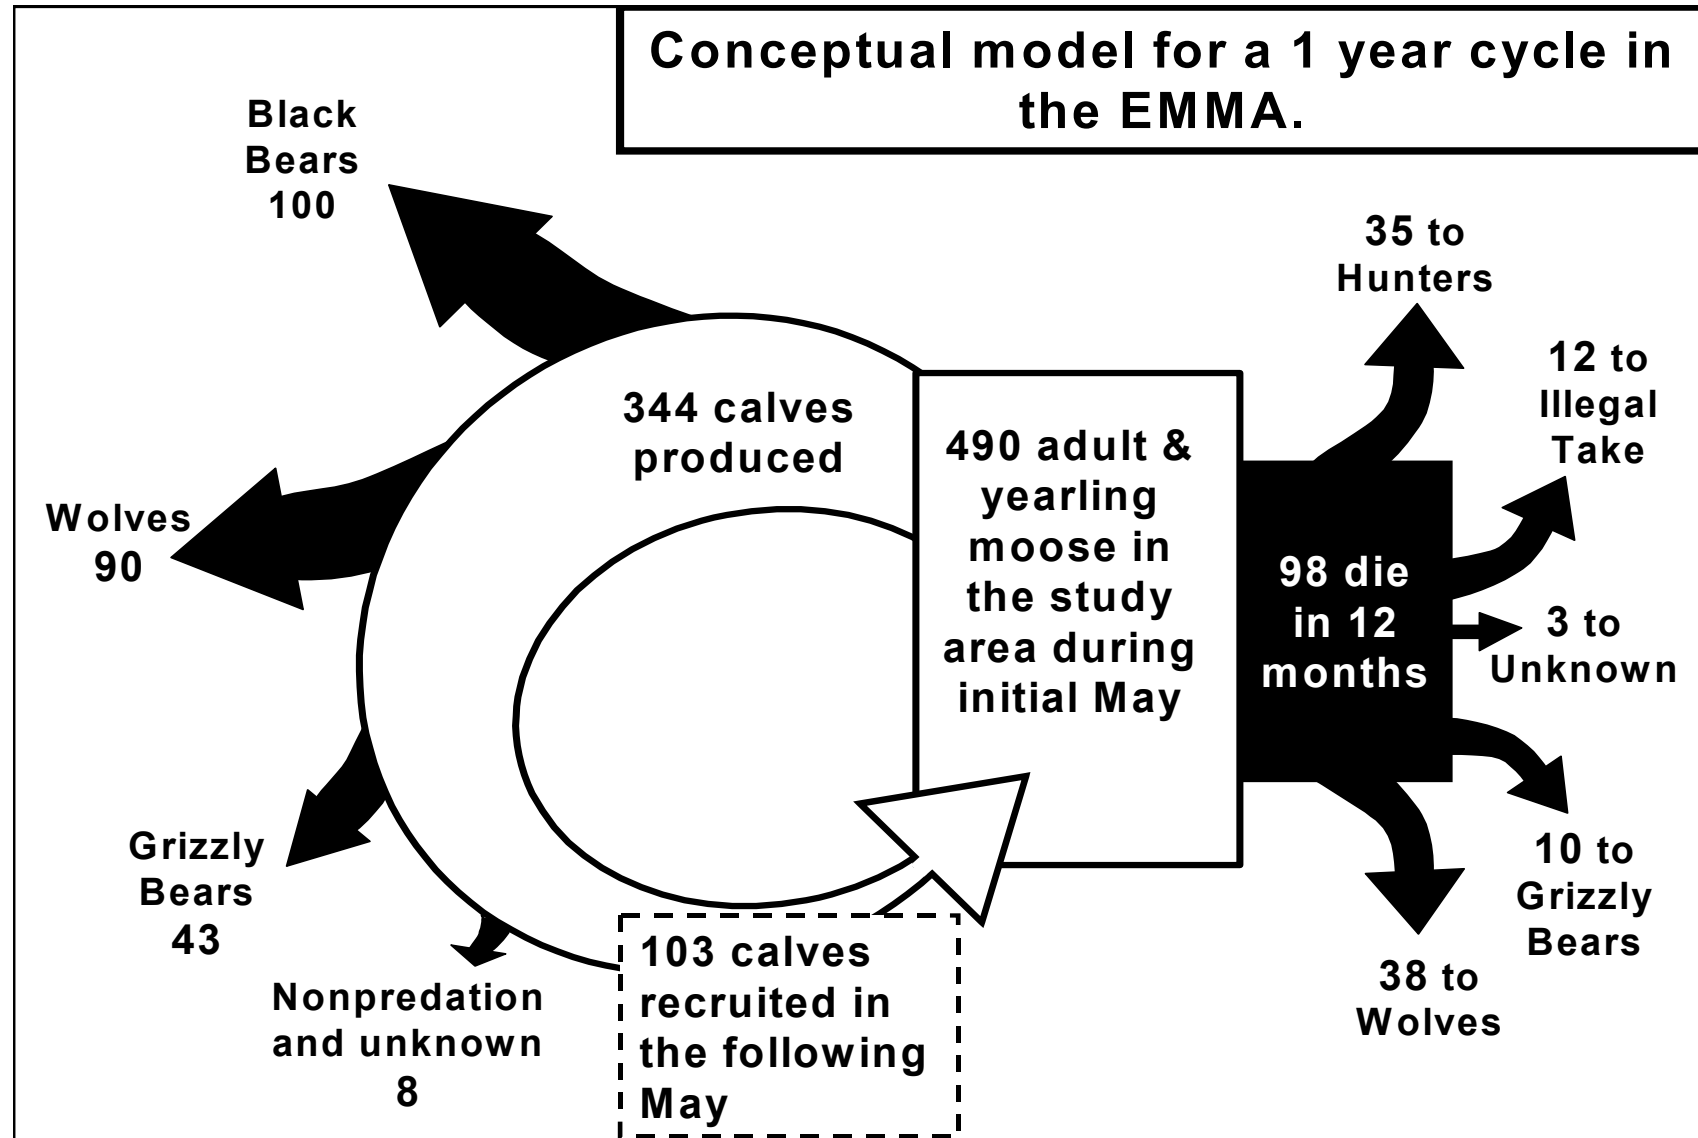 Conceptual model for a 1 year cycle in
the EMMA.
Black
Bears
100
Wolves
90
Grizzly
Bears
43
Nonpredation
and unknown
8
344 calves
produced
103 calves
recruited in
the following
May
490 adult &
yearling
moose in
the study
area during
initial May
98 die
in 12
months
35 to
Hunters
12 to
Illegal
Take
3 to
Unknown
10 to
Grizzly
Bears
38 to
Wolves